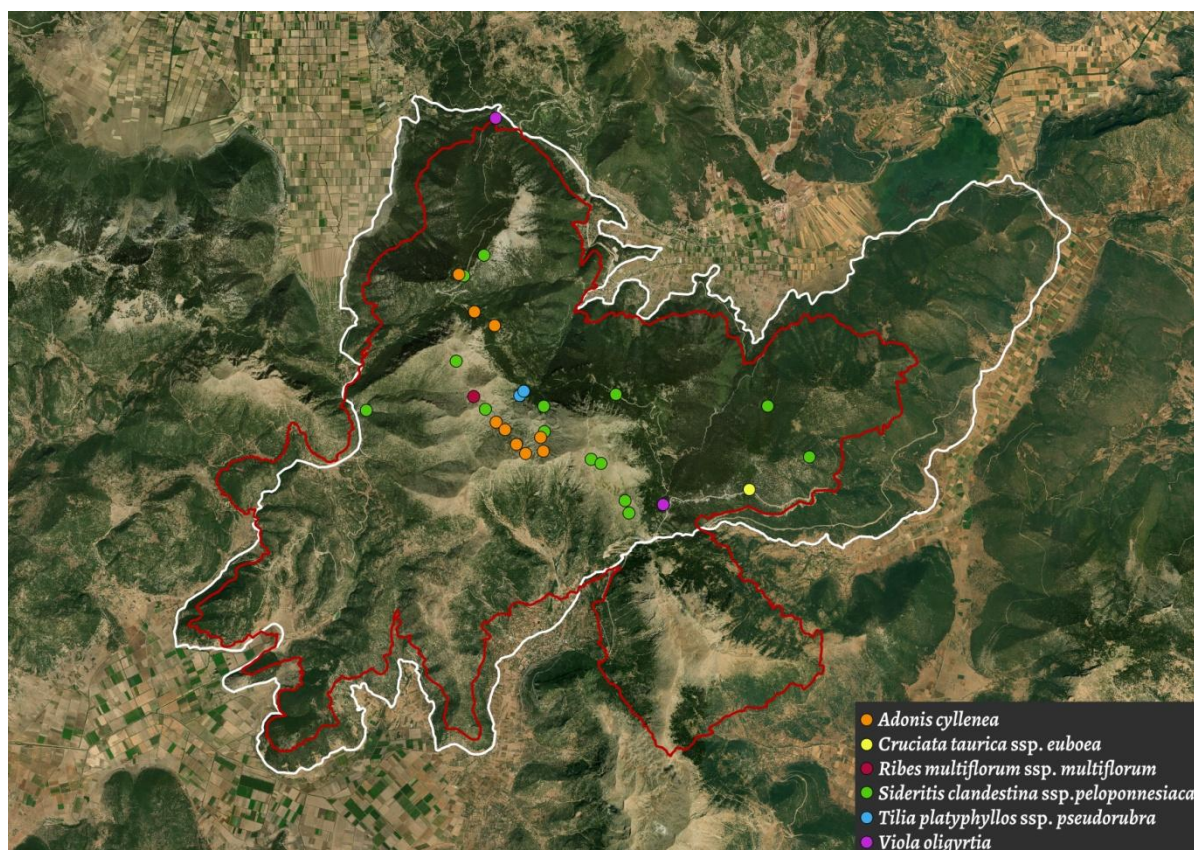 Adonis cyllenea
Cruciata taurica ssp. euboea
Ribes multiflorum ssp. multiflorum
Sideritis clandestina ssp.peloponnesiaca
Tilia platyphyllos ssp. pseudorubra
Viola oligyrtia